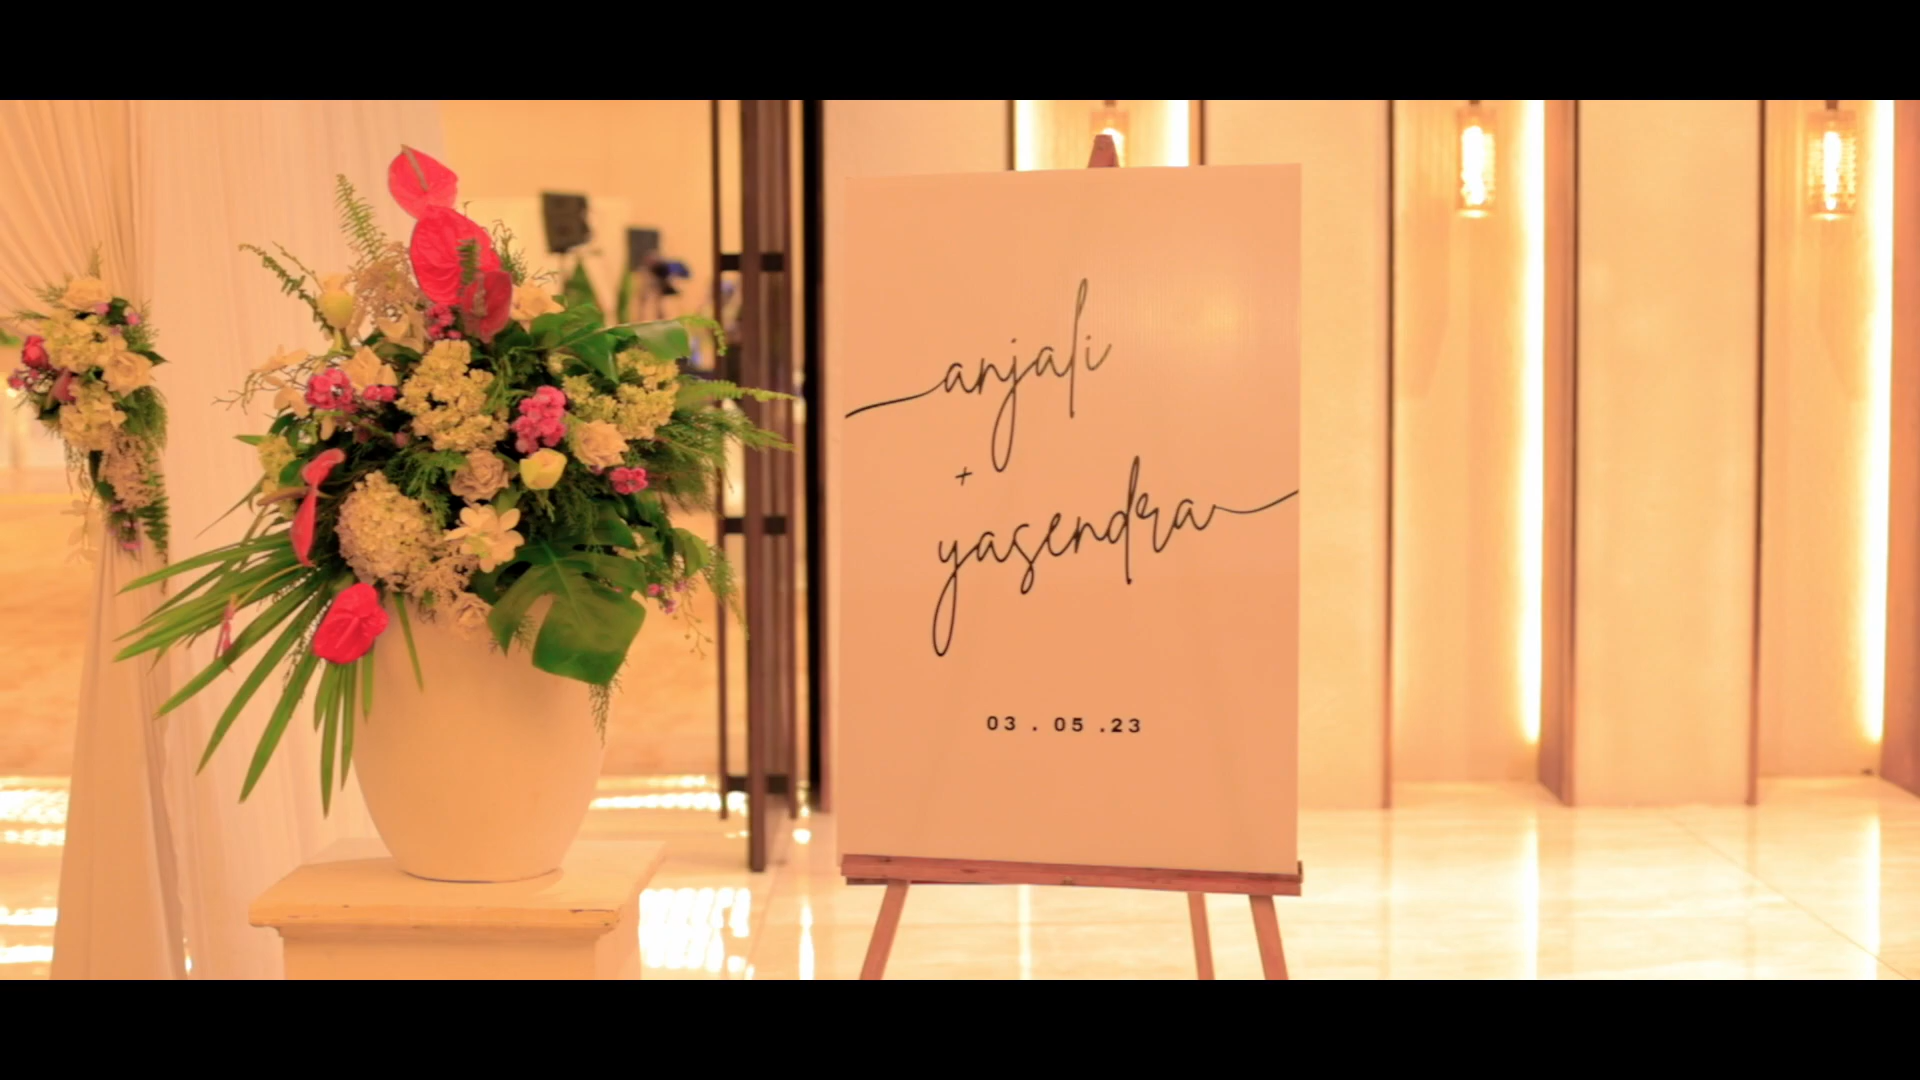 anjali
+
yasendra
03 . 05 .23